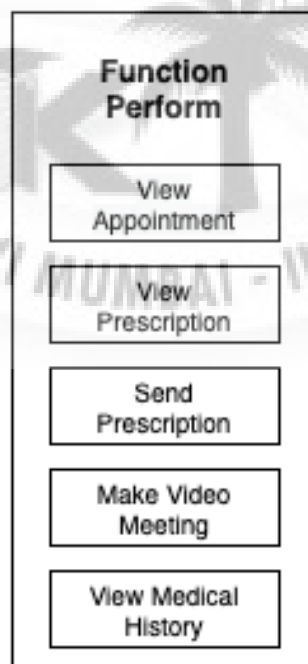 Function
Perform
View
Appointment
View
Prescription
Send
Prescription
Make Video
Meeting
View Medical
History
MUMBAI - I